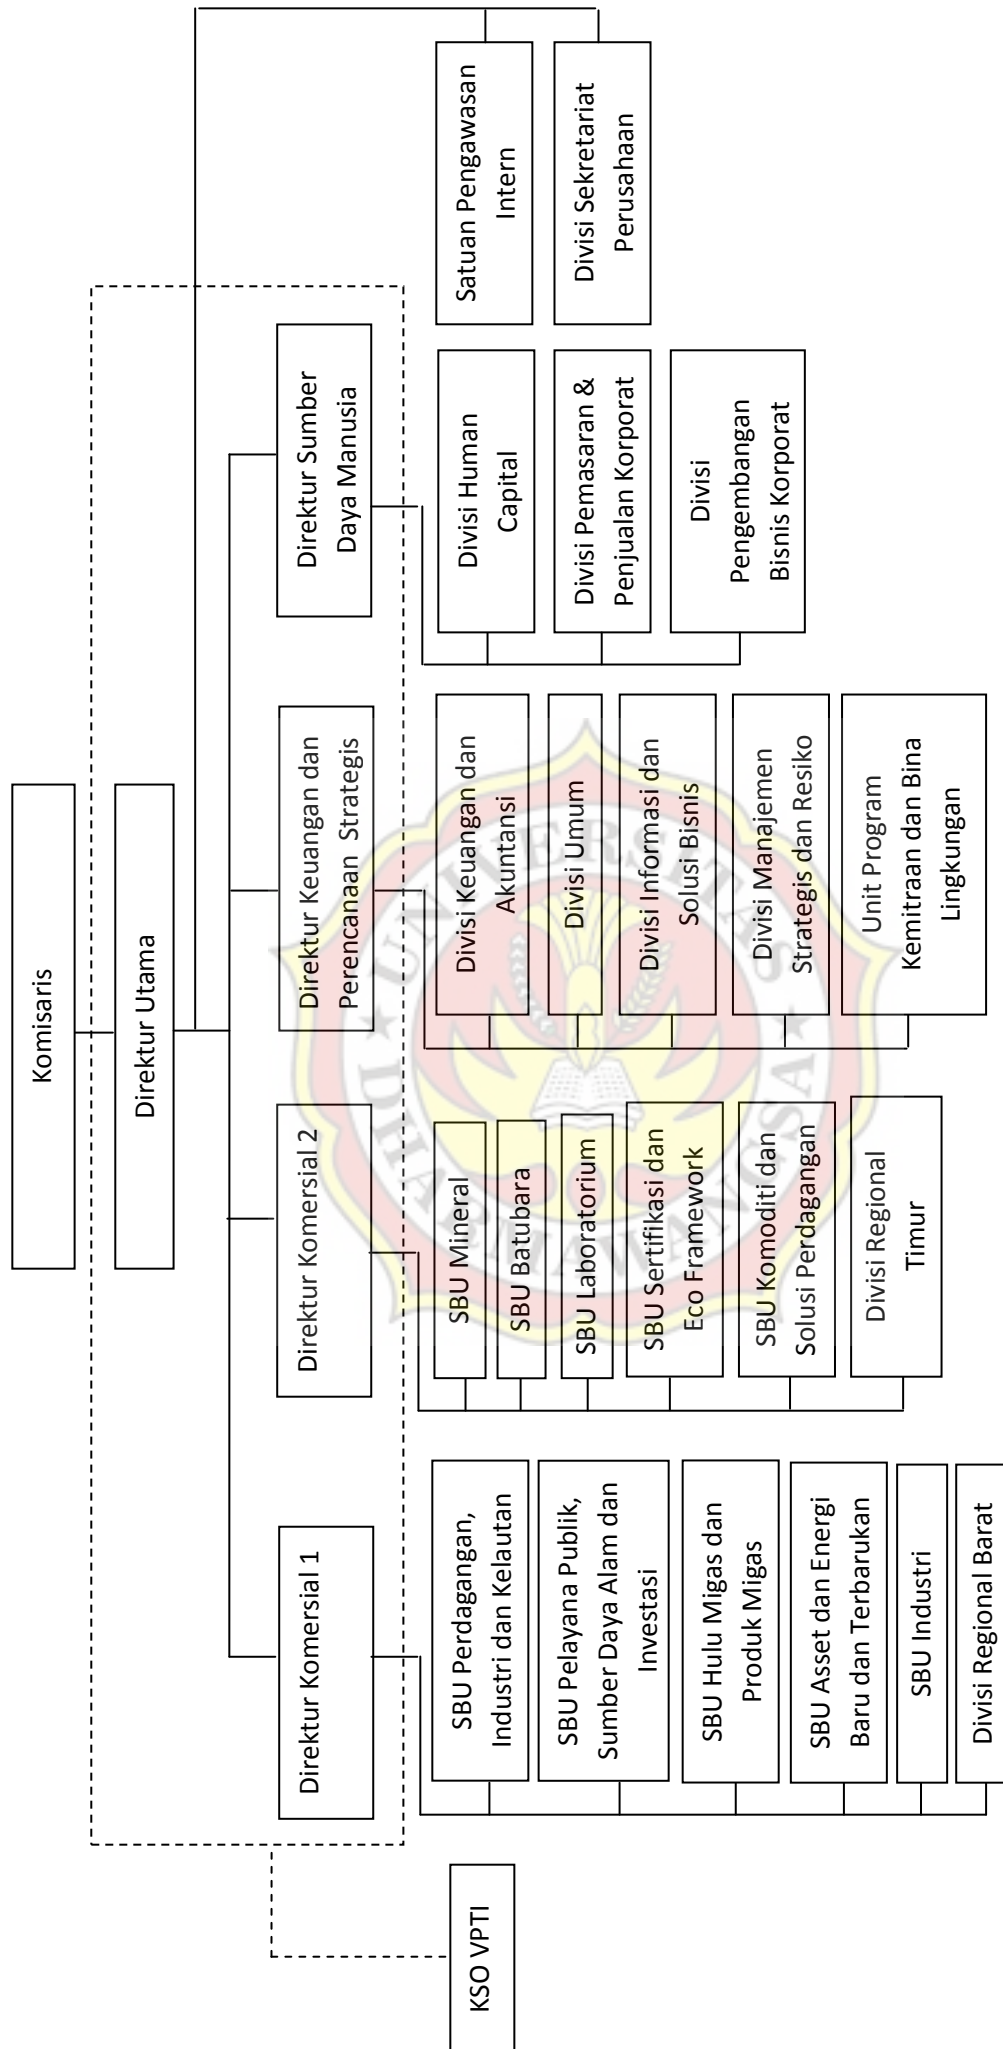 Komisaris
Direktur Utama
Direktur Komersial 1
Direktur Komersial 2
Direktur Keuangan dan
Perencanaan Strategis
Direktur Sumber
Daya Manusia
KSO VPTI
SBU Perdagangan,
Industri dan Kelautan
SBU Pelayana Publik,
Sumber Daya Alam dan
Investasi
SBU Hulu Migas dan
Produk Migas
SBU Asset dan Energi
Baru dan Terbarukan
SBU Industri
Divisi Regional Barat
SBU Mineral
SBU Batubara
SBU Laboratorium
SBU Sertifikasi dan
Eco Framework
SBU Komoditi dan
Solusi Perdagangan
Divisi Regional
Timur
Divisi Keuangan dan
Akuntansi
Divisi Umum
Divisi Informasi dan
Solusi Bisnis
Divisi Manajemen
Strategis dan Resiko
Unit Program
Kemitraan dan Bina
Lingkungan
Divisi Human
Capital
Divisi Pemasaran &
Penjualan Korporat
Divisi
Pengembangan
Bisnis Korporat
Satuan Pengawasan
Intern
Divisi Sekretariat
Perusahaan
UNIVERSITAS
DHARMAWANGSA